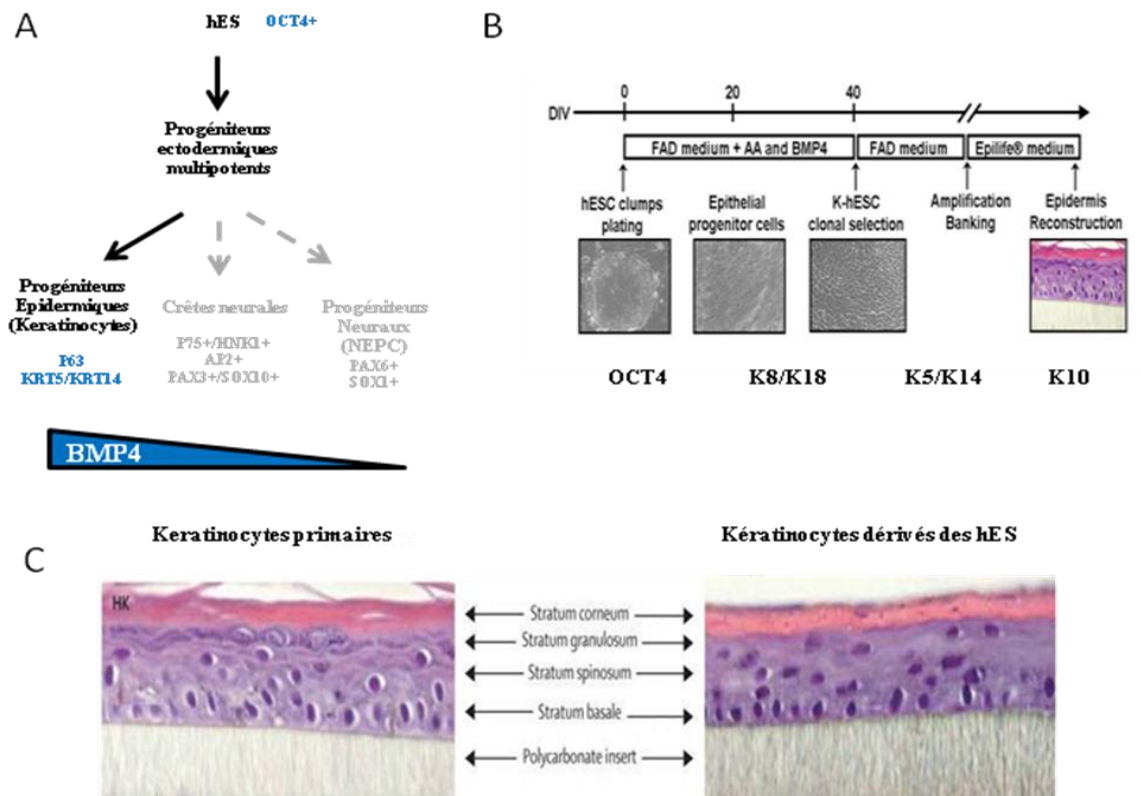 A
hES OCT4+
Progéniteurs
ectodermiques
multipotents
Progéniteurs
Epidermiques
(Keratinocytes)
P63
KRT5/KRT14
Crêtes neurales
P75+/HNK1+
AP2+
PAX3+/SOX10+
Progéniteurs
Neuraux
(NEPC)
PAX6+
SOX1+
BMP4
B
0 20 40
DIV
FAD medium + AA and BMP4 FAD medium Epilife® medium
hESC clumps
plating
Epithelial
progenitor cells
K-hESC
clonal selection
Amplification
Banking
Epidermis
Reconstruction
OCT4 K8/K18 K5/K14 K10
Keratinocytes primaires Kératinocytes dérivés des hES
C
HK
Stratum corneum
Stratum granulosum
Stratum spinosum
Stratum basale
Polycarbonate insert